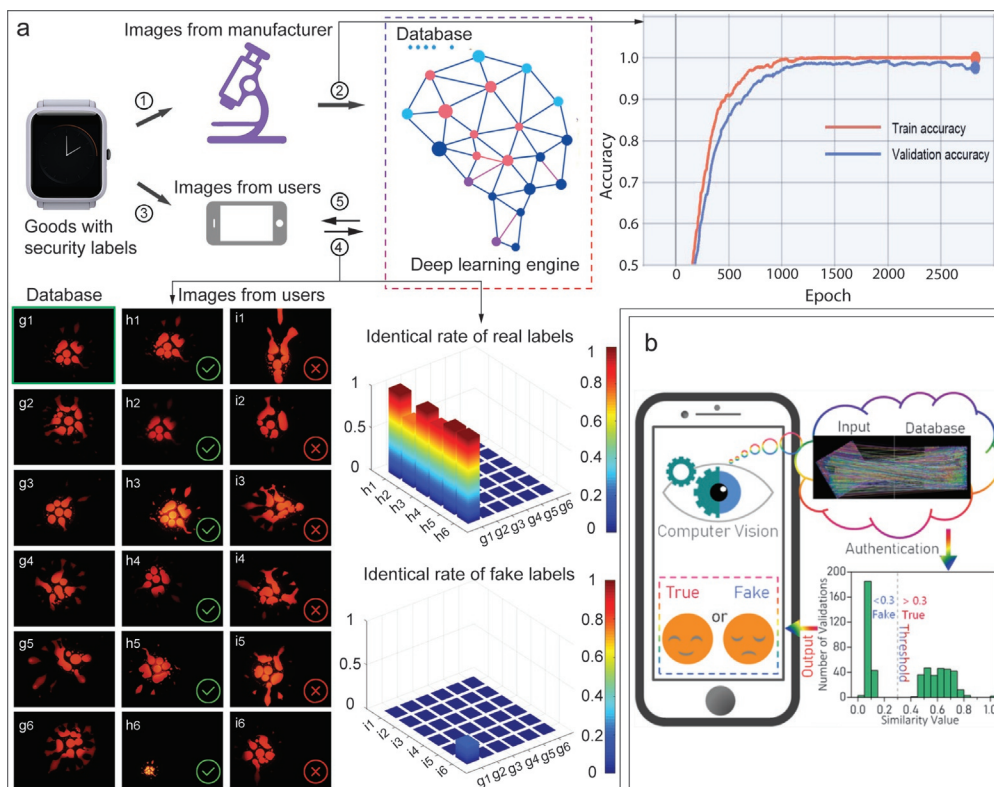 a
Images from manufacturer
①
②
Database
Goods with
security labels
③
Images from users
⑤
④
Deep learning engine
Accuracy
1.0
0.9
0.8
0.7
0.6
0.5
Train accuracy
Validation accuracy
0
500
1000
1500
2000
2500
Epoch
Database
Images from users
g1
h1
i1
g2
h2
i2
g3
h3
i3
g4
h4
i4
g5
h5
i5
g6
h6
i6
Identical rate of real labels
1
0.5
0
h1
h2
h3
h4
h5
h6
g1
g2
g3
g4
g5
g6
1
0.8
0.6
0.4
0.2
0
Identical rate of fake labels
1
0.5
0
i1
i2
i3
i4
i5
i6
g1
g2
g3
g4
g5
g6
1
0.8
0.6
0.4
0.2
0
b
Computer Vision
True
or
Fake
Input
Database
Authentication
Output
Number of Validations
200
160
120
80
40
0
<0.3
Fake
> 0.3
True
Threshold
0.0
0.2
0.4
0.6
0.8
1.0
Similarity Value